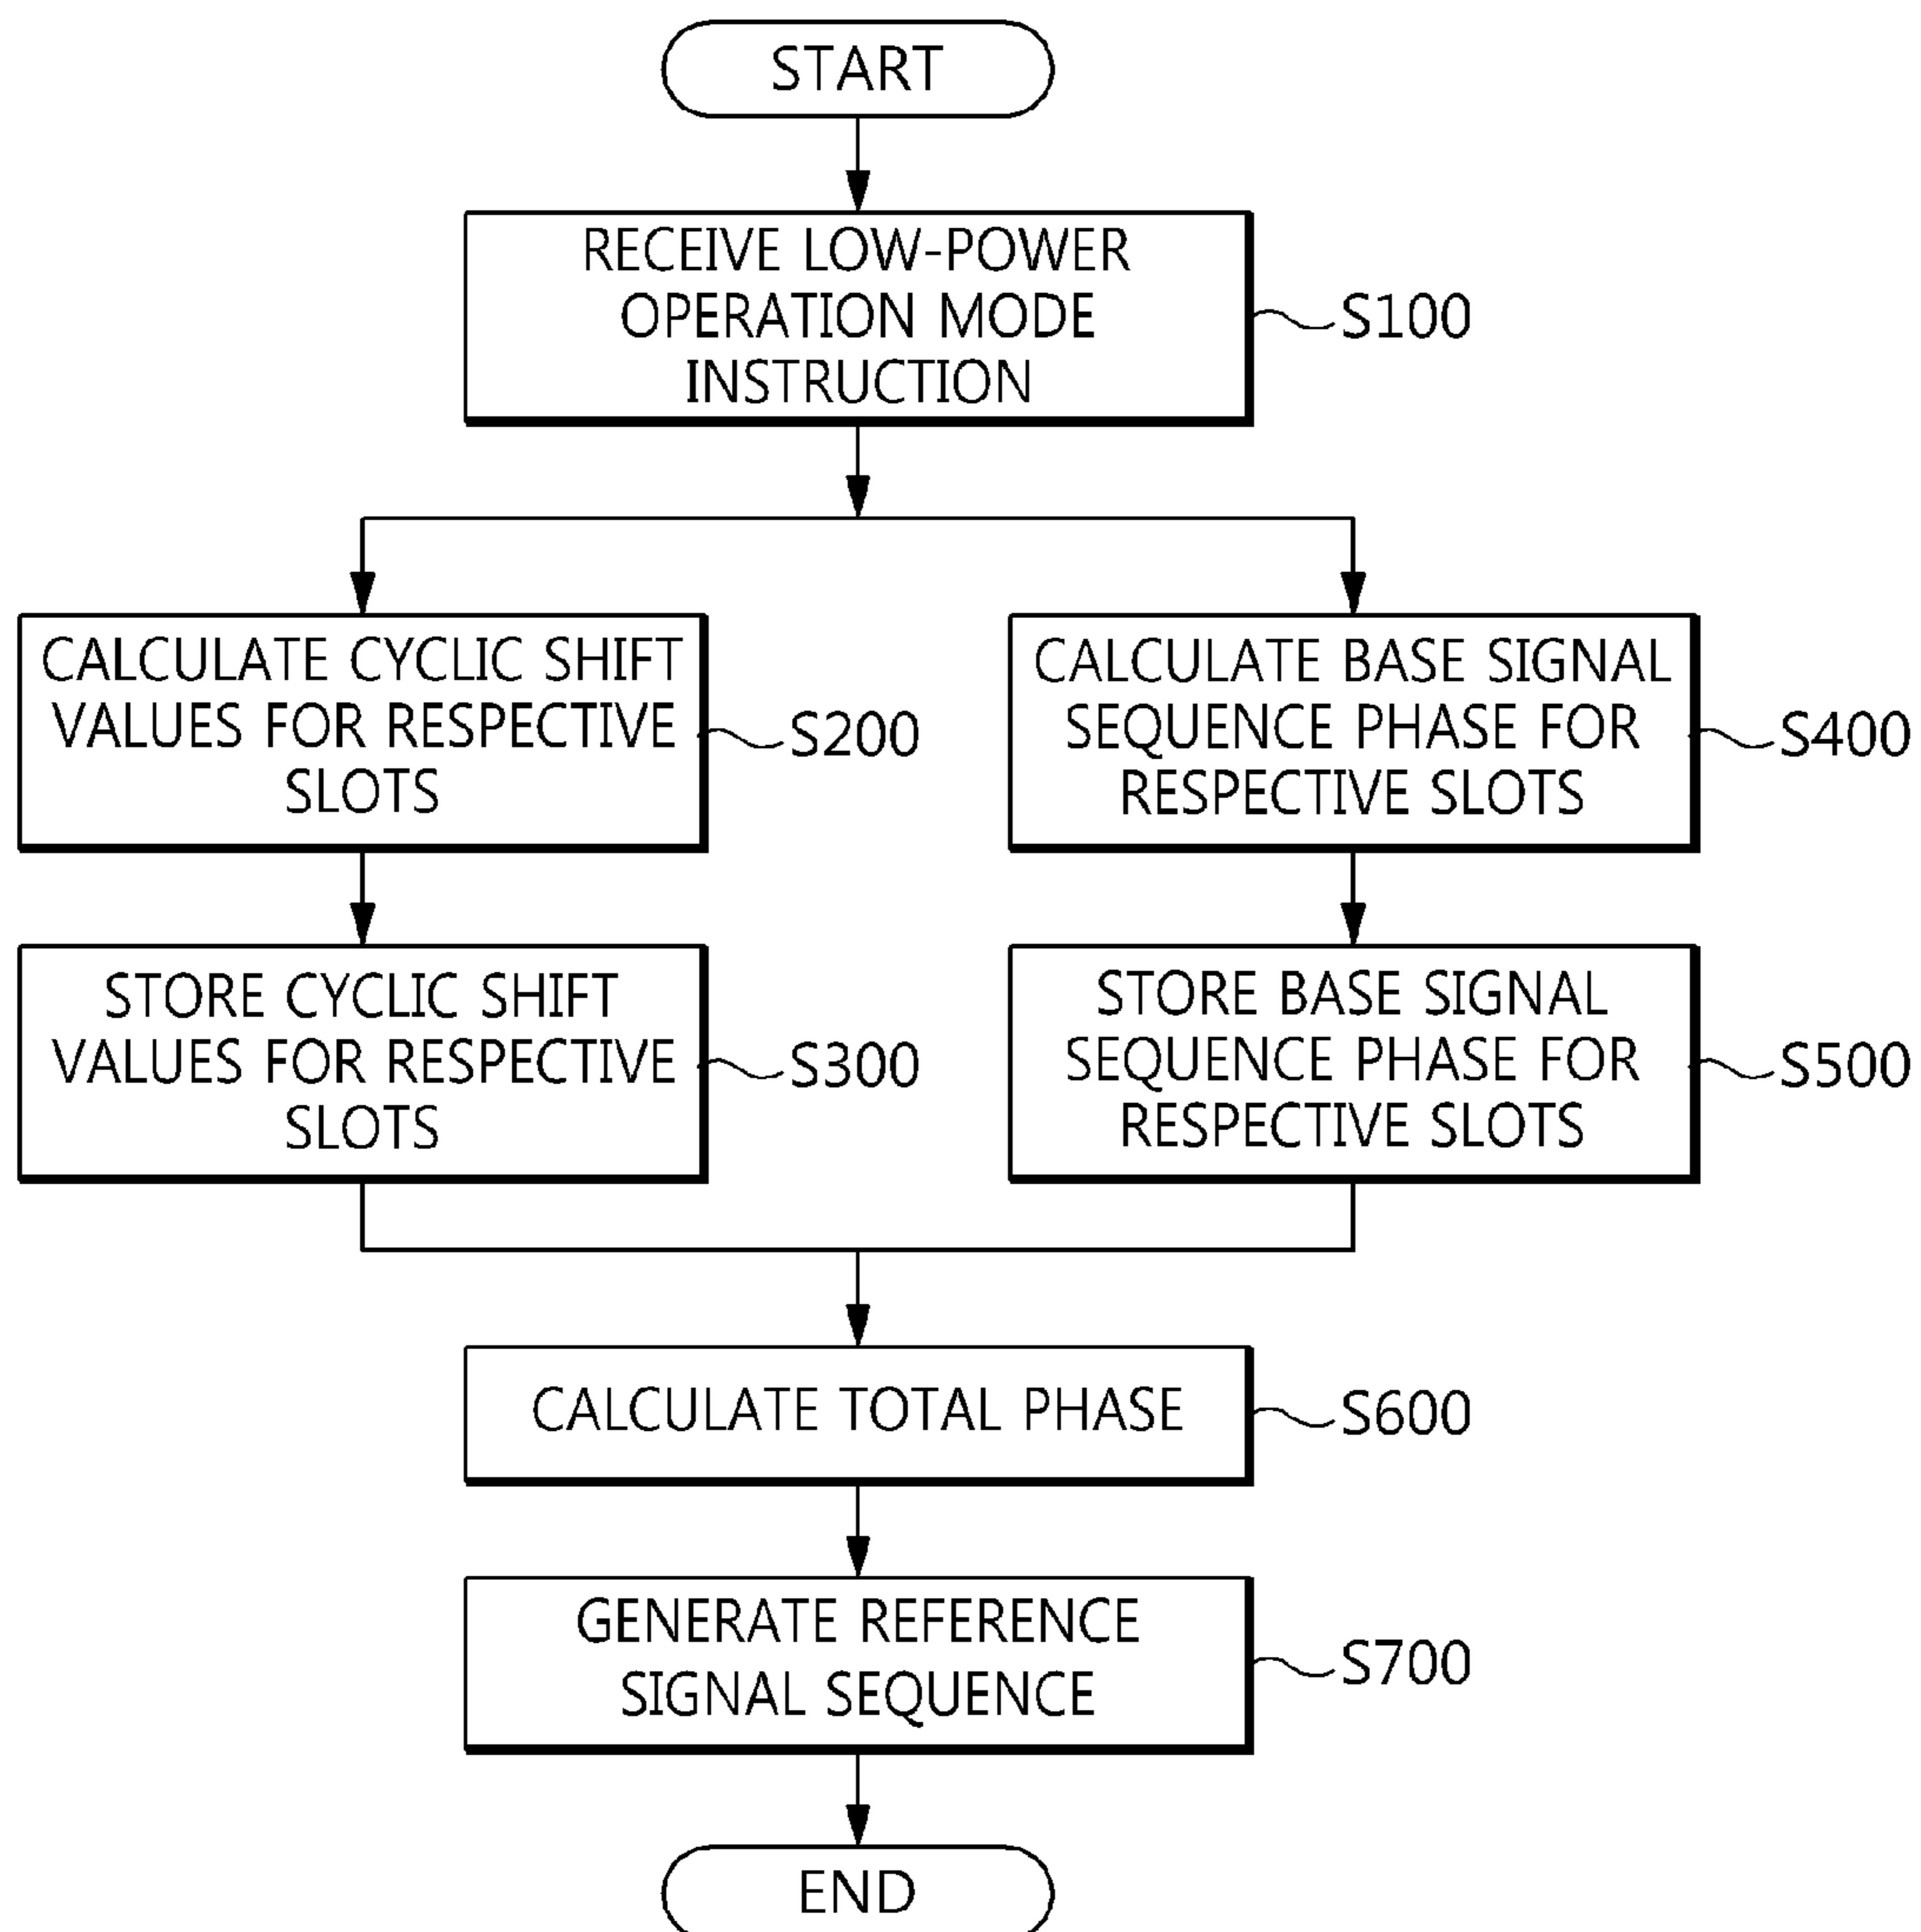 START
RECEIVE LOW-POWER
OPERATION MODE
INSTRUCTION
S100
CALCULATE CYCLIC SHIFT
VALUES FOR RESPECTIVE
SLOTS
S200
CALCULATE BASE SIGNAL
SEQUENCE PHASE FOR
RESPECTIVE SLOTS
S400
STORE CYCLIC SHIFT
VALUES FOR RESPECTIVE
SLOTS
S300
STORE BASE SIGNAL
SEQUENCE PHASE FOR
RESPECTIVE SLOTS
S500
CALCULATE TOTAL PHASE
S600
GENERATE REFERENCE
SIGNAL SEQUENCE
S700
END